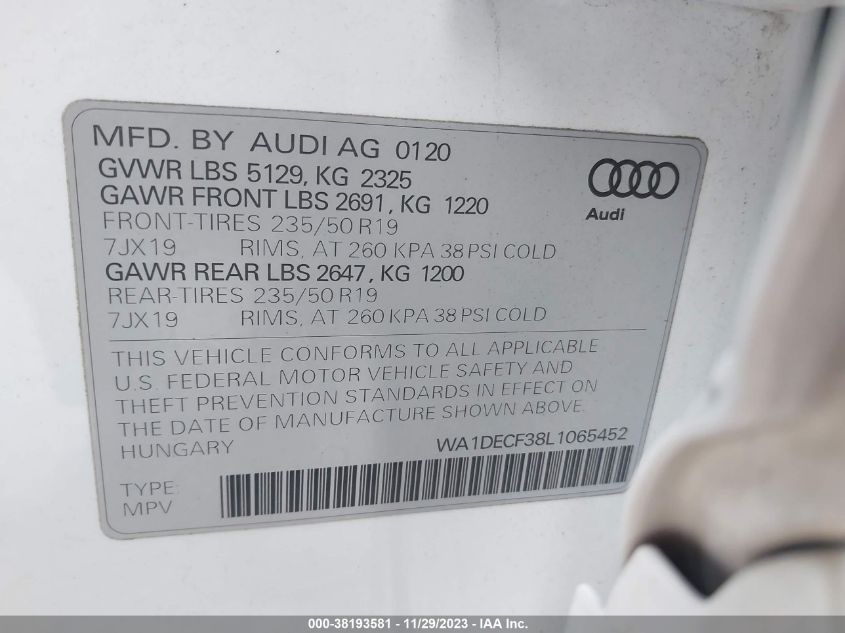 MFD. BY AUDI AG 0120
GVWR LBS 5129, KG 2325
GAWR FRONT LBS 2691, KG 1220
FRONT-TIRES 235/50 R19
7JX19 RIMS, AT 260 KPA 38 PSI COLD
GAWR REAR LBS 2647, KG 1200
REAR-TIRES 235/50 R19
7JX19 RIMS, AT 260 KPA 38 PSI COLD
Audi
THIS VEHICLE CONFORMS TO ALL APPLICABLE
U.S. FEDERAL MOTOR VEHICLE SAFETY AND
THEFT PREVENTION STANDARDS IN EFFECT ON
THE DATE OF MANUFACTURE SHOWN ABOVE.
HUNGARY WA1DECF38L1065452
TYPE:
MPV
000-38193581 - 11/29/2023 - IAA Inc.